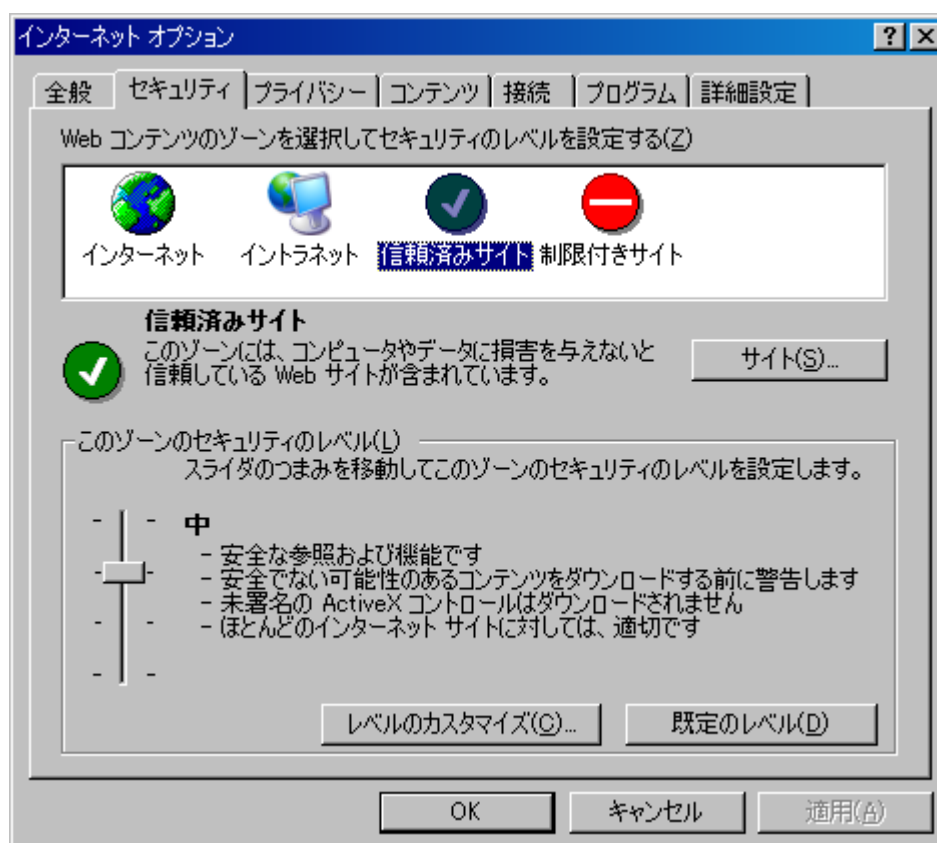 インターネット オプション
全般 セキュリティ プライバシー コンテンツ 接続 プログラム 詳細設定
Web コンテンツのゾーンを選択してセキュリティのレベルを設定する(Z)
インターネット イントラネット 信頼済みサイト 制限付きサイト
信頼済みサイト
このゾーンには、コンピュータやデータに損害を与えないと
信頼している Web サイトが含まれています。
サイト(S)...
このゾーンのセキュリティのレベル(L)
スライダのつまみを移動してこのゾーンのセキュリティのレベルを設定します。
中
- 安全な参照および機能です
- 安全でない可能性のあるコンテンツをダウンロードする前に警告します
- 未署名の ActiveX コントロールはダウンロードされません
- ほとんどのインターネット サイトに対しては、適切です
レベルのカスタマイズ(C)... 既定のレベル(D)
OK キャンセル 適用(A)